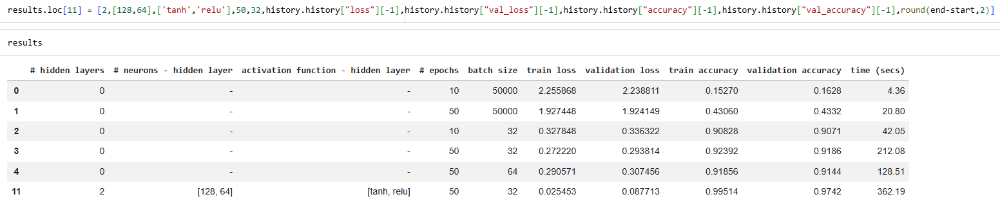 results.loc[11] = [2,[128,64],['tanh','relu'],50,32,history.history["loss"][-1],history.history["val_loss"][-1],history.history["accuracy"][-1],history.history["val_accuracy"][-1],round(end-start,2)]
results
# hidden layers # neurons - hidden layer activation function - hidden layer # epochs batch size train loss validation loss train accuracy validation accuracy time (secs)
0 0 - - 10 50000 2.255868 2.238811 0.15270 0.1628 4.36
1 0 - - 50 50000 1.927448 1.924149 0.43060 0.4332 20.80
2 0 - - 10 32 0.327848 0.336322 0.90828 0.9071 42.05
3 0 - - 50 32 0.272220 0.293814 0.92392 0.9186 212.08
4 0 - - 50 64 0.290571 0.307456 0.91856 0.9144 128.51
11 2 [128, 64] [tanh, relu] 50 32 0.025453 0.087713 0.99514 0.9742 362.19